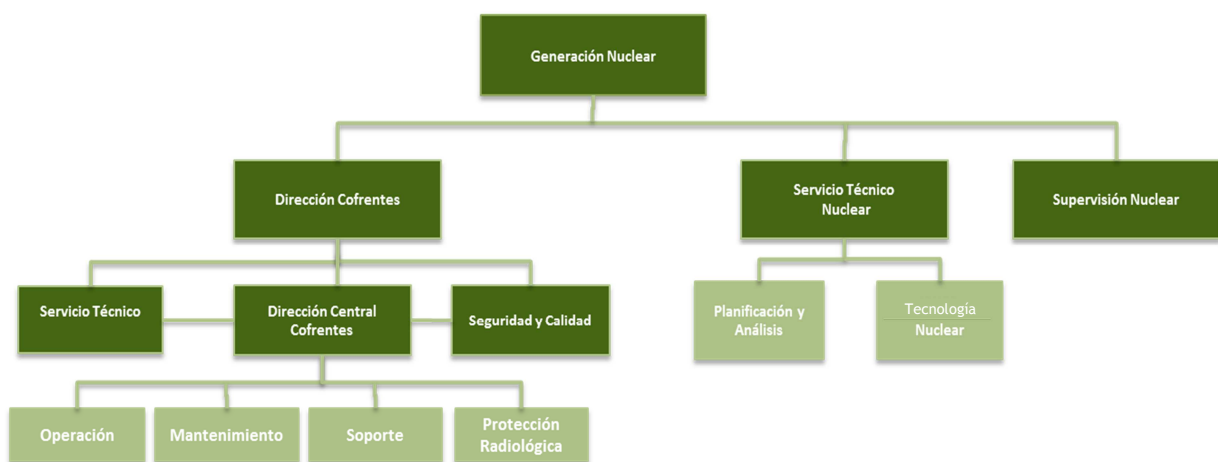 Generación Nuclear
Dirección Cofrentes
Servicio Técnico
Nuclear
Supervisión Nuclear
Servicio Técnico
Dirección Central
Cofrentes
Seguridad y Calidad
Planificación y
Análisis
Tecnología
Nuclear
Operación
Mantenimiento
Soporte
Protección
Radiológica